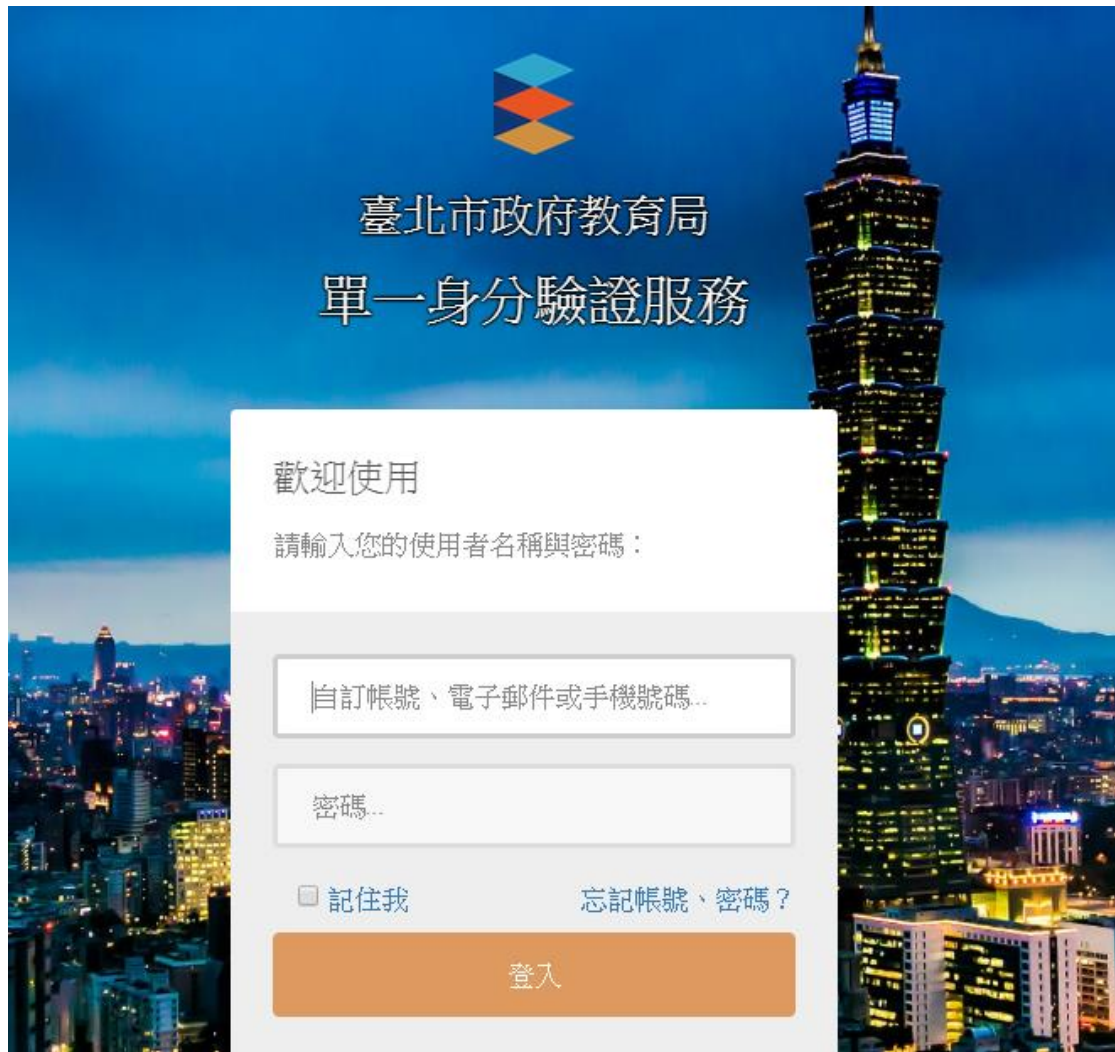 臺北市政府教育局
單一身分驗證服務
歡迎使用
請輸入您的使用者名稱與密碼：
自訂帳號、電子郵件或手機號碼...
密碼...
記住我
忘記帳號、密碼？
登入